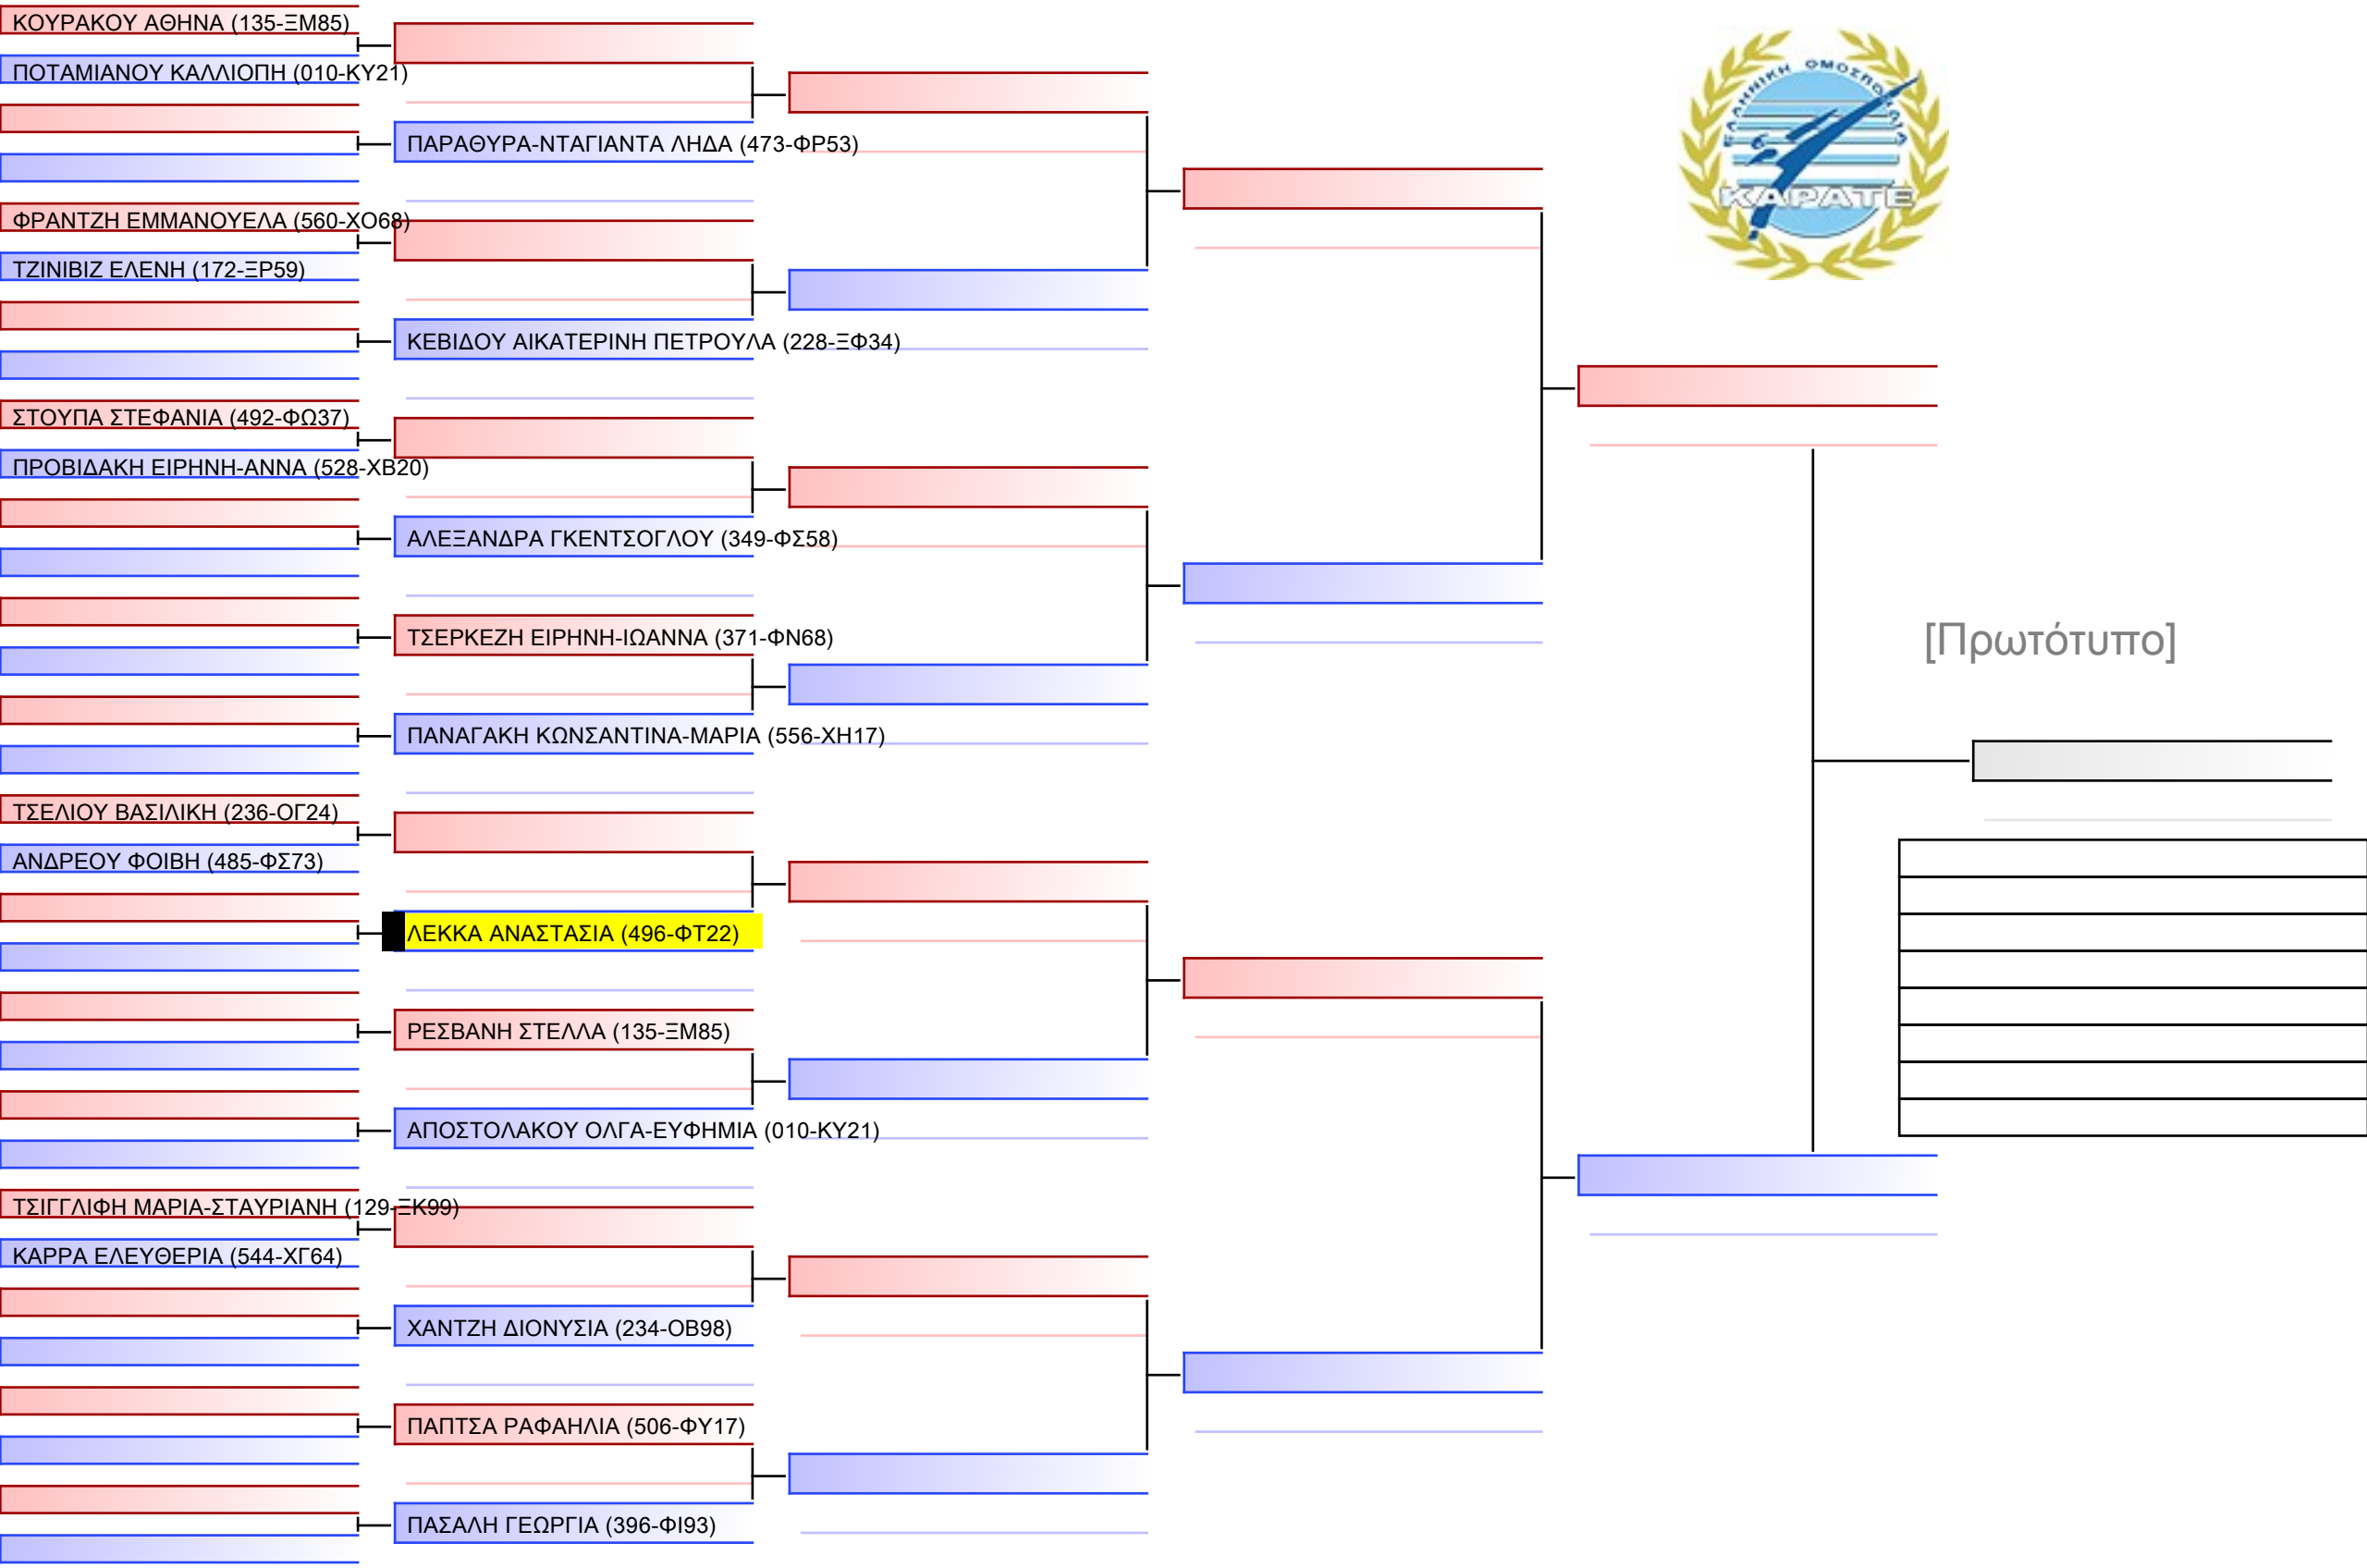 ΚΟΥΡΑΚΟΥ ΑΘΗΝΑ (135-ΞΜ85)
ΠΟΤΑΜΙΑΝΟΥ ΚΑΛΛΙΟΠΗ (010-ΚΥ21)
ΠΑΡΑΘΥΡΑ-ΝΤΑΓΙΑΝΤΑ ΛΗΔΑ (473-ΦΡ53)
ΦΡΑΝΤΖΗ ΕΜΜΑΝΟΥΕΛΑ (560-ΧΟ68)
ΤΖΙΝΙΒΙΖ ΕΛΕΝΗ (172-ΞΡ59)
ΚΕΒΙΔΟΥ ΑΙΚΑΤΕΡΙΝΗ ΠΕΤΡΟΥΛΑ (228-ΞΦ34)
ΣΤΟΥΠΑ ΣΤΕΦΑΝΙΑ (492-ΦΩ37)
ΠΡΟΒΙΔΑΚΗ ΕΙΡΗΝΗ-ΑΝΝΑ (528-ΧΒ20)
ΑΛΕΞΑΝΔΡΑ ΓΚΕΝΤΣΟΓΛΟΥ (349-ΦΣ58)
ΤΣΕΡΚΕΖΗ ΕΙΡΗΝΗ-ΙΩΑΝΝΑ (371-ΦΝ68)
ΠΑΝΑΓΑΚΗ ΚΩΝΣΑΝΤΙΝΑ-ΜΑΡΙΑ (556-ΧΗ17)
ΤΣΕΛΙΟΥ ΒΑΣΙΛΙΚΗ (236-ΟΓ24)
ΑΝΔΡΕΟΥ ΦΟΙΒΗ (485-ΦΣ73)
ΛΕΚΚΑ ΑΝΑΣΤΑΣΙΑ (496-ΦΤ22)
ΡΕΣΒΑΝΗ ΣΤΕΛΛΑ (135-ΞΜ85)
ΑΠΟΣΤΟΛΑΚΟΥ ΟΛΓΑ-ΕΥΦΗΜΙΑ (010-ΚΥ21)
ΤΣΙΓΓΛΙΦΗ ΜΑΡΙΑ-ΣΤΑΥΡΙΑΝΗ (129-ΞΚ99)
ΚΑΡΡΑ ΕΛΕΥΘΕΡΙΑ (544-ΧΓ64)
ΧΑΝΤΖΗ ΔΙΟΝΥΣΙΑ (234-ΟΒ98)
ΠΑΠΤΣΑ ΡΑΦΑΗΛΙΑ (506-ΦΥ17)
ΠΑΣΑΛΗ ΓΕΩΡΓΙΑ (396-ΦΙ93)
ΕΛΛΗΝΙΚΗ ΟΜΟΣΠΟΝΔΙΑ
ΚΑΡΑΤΕ
[Πρωτότυπο]